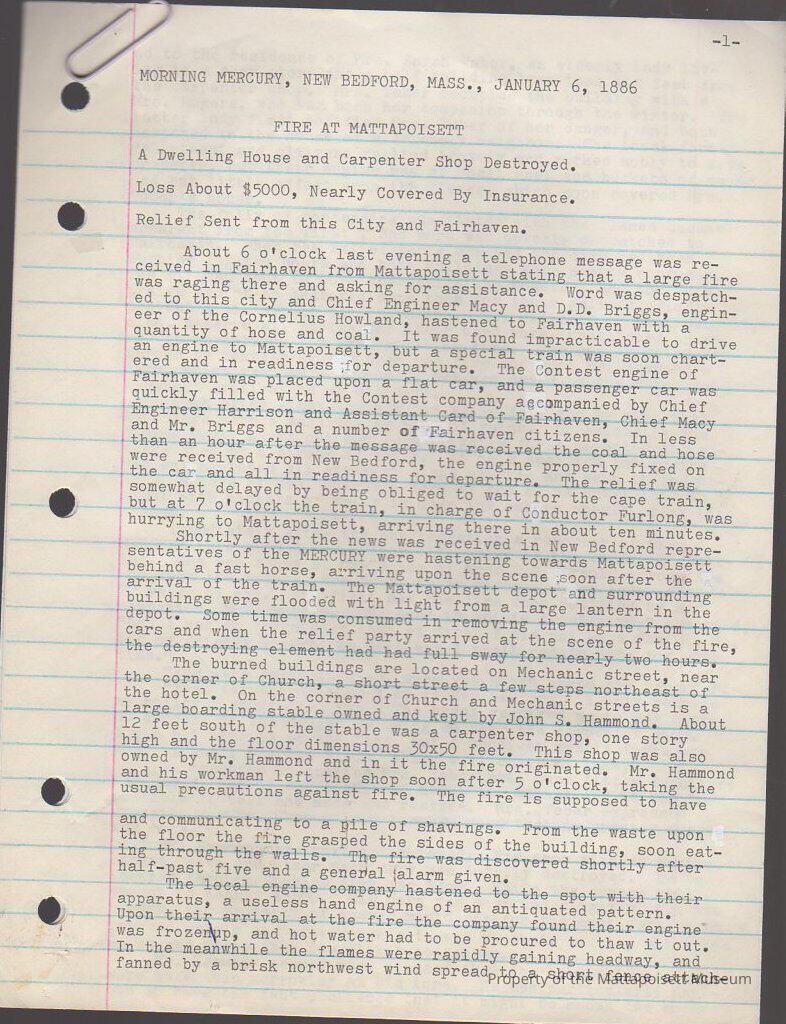 -1-
MORNING MERCURY, NEW BEDFORD, MASS., JANUARY 6, 1886
FIRE AT MATTAPOISETT
A Dwelling House and Carpenter Shop Destroyed.
Loss About $5000, Nearly Covered By Insurance.
Relief Sent from this City and Fairhaven.
About 6 o'clock last evening a telephone message was re-
ceived in Fairhaven from Mattapoisett stating that a large fire
was raging there and asking for assistance. Word was despatch-
ed to this city and Chief Engineer Macy and D.D. Briggs, engin-
eer of the Cornelius Howland, hastened to Fairhaven with a
quantity of hose and coal. It was found impracticable to drive
an engine to Mattapoisett, but a special train was soon chart-
ered and in readiness for departure. The Contest engine of
Fairhaven was placed upon a flat car, and a passenger car was
quickly filled with the Contest company accompanied by Chief
Engineer Harrison and Assistant Card of Fairhaven, Chief Macy
and Mr. Briggs and a number of Fairhaven citizens. In less
than an hour after the message was received the coal and hose
were received from New Bedford, the engine properly fixed on
the car and all in readiness for departure. The relief was
somewhat delayed by being obliged to wait for the cape train,
but at 7 o'clock the train, in charge of Conductor Furlong, was
hurrying to Mattapoisett, arriving there in about ten minutes.
Shortly after the news was received in New Bedford repre-
sentatives of the MERCURY were hastening towards Mattapoisett
behind a fast horse, arriving upon the scene soon after the
arrival of the train. The Mattapoisett depot and surrounding
buildings were flooded with light from a large lantern in the
depot. Some time was consumed in removing the engine from the
cars and when the relief party arrived at the scene of the fire,
the destroying element had had full sway for nearly two hours.
The burned buildings are located on Mechanic street, near
the corner of Church, a short street a few steps northeast of
the hotel. On the corner of Church and Mechanic streets is a
large boarding stable owned and kept by John S. Hammond. About
12 feet south of the stable was a carpenter shop, one story
high and the floor dimensions 30x50 feet. This shop was also
owned by Mr. Hammond and in it the fire originated. Mr. Hammond
and his workman left the shop soon after 5 o'clock, taking the
usual precautions against fire. The fire is supposed to have
and communicating to a pile of shavings. From the waste upon
the floor the fire grasped the sides of the building, soon eat-
ing through the walls. The fire was discovered shortly after
half-past five and a general alarm given.
The local engine company hastened to the spot with their
apparatus, a useless hand engine of an antiquated pattern.
Upon their arrival at the fire the company found their engine
was frozen\up, and hot water had to be procured to thaw it out.
In the meanwhile the flames were rapidly gaining headway, and
fanned by a brisk northwest wind spread to a short fence attach-
Property of the Mattapoisett Museum